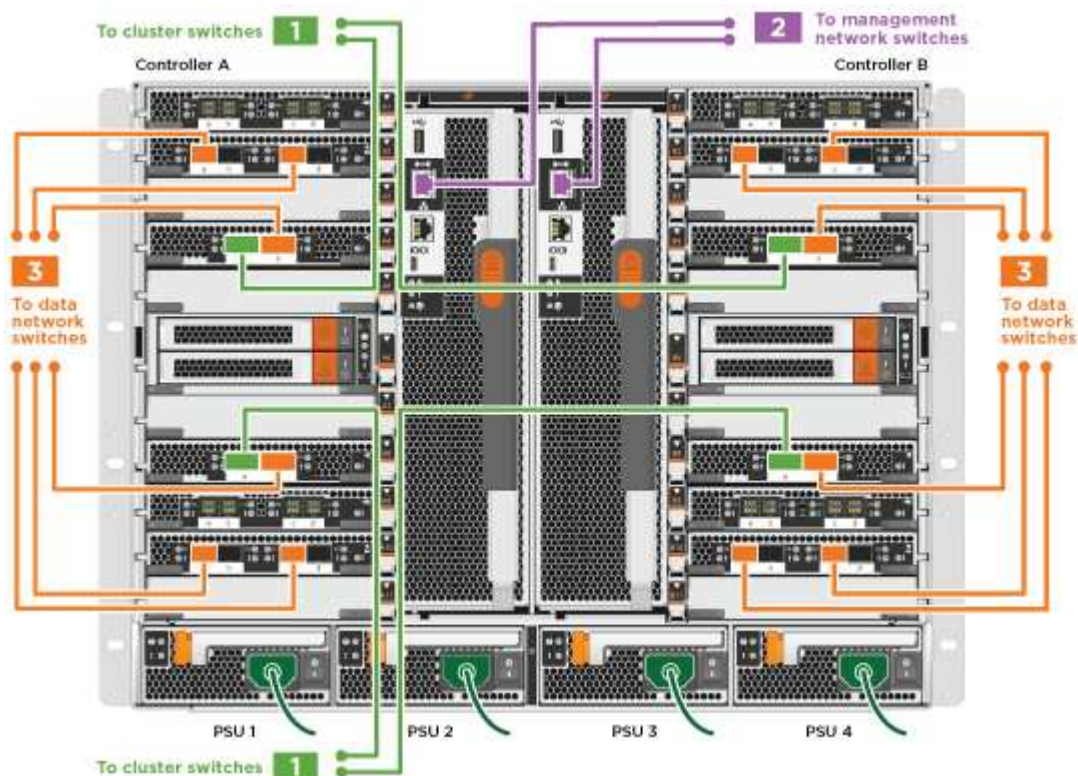 To cluster switches 1
2 To management
network switches
Controller A
Controller B
3
To data
network
switches
3
To data
network
switches
PSU 1
PSU 2
PSU 3
PSU 4
To cluster switches 1